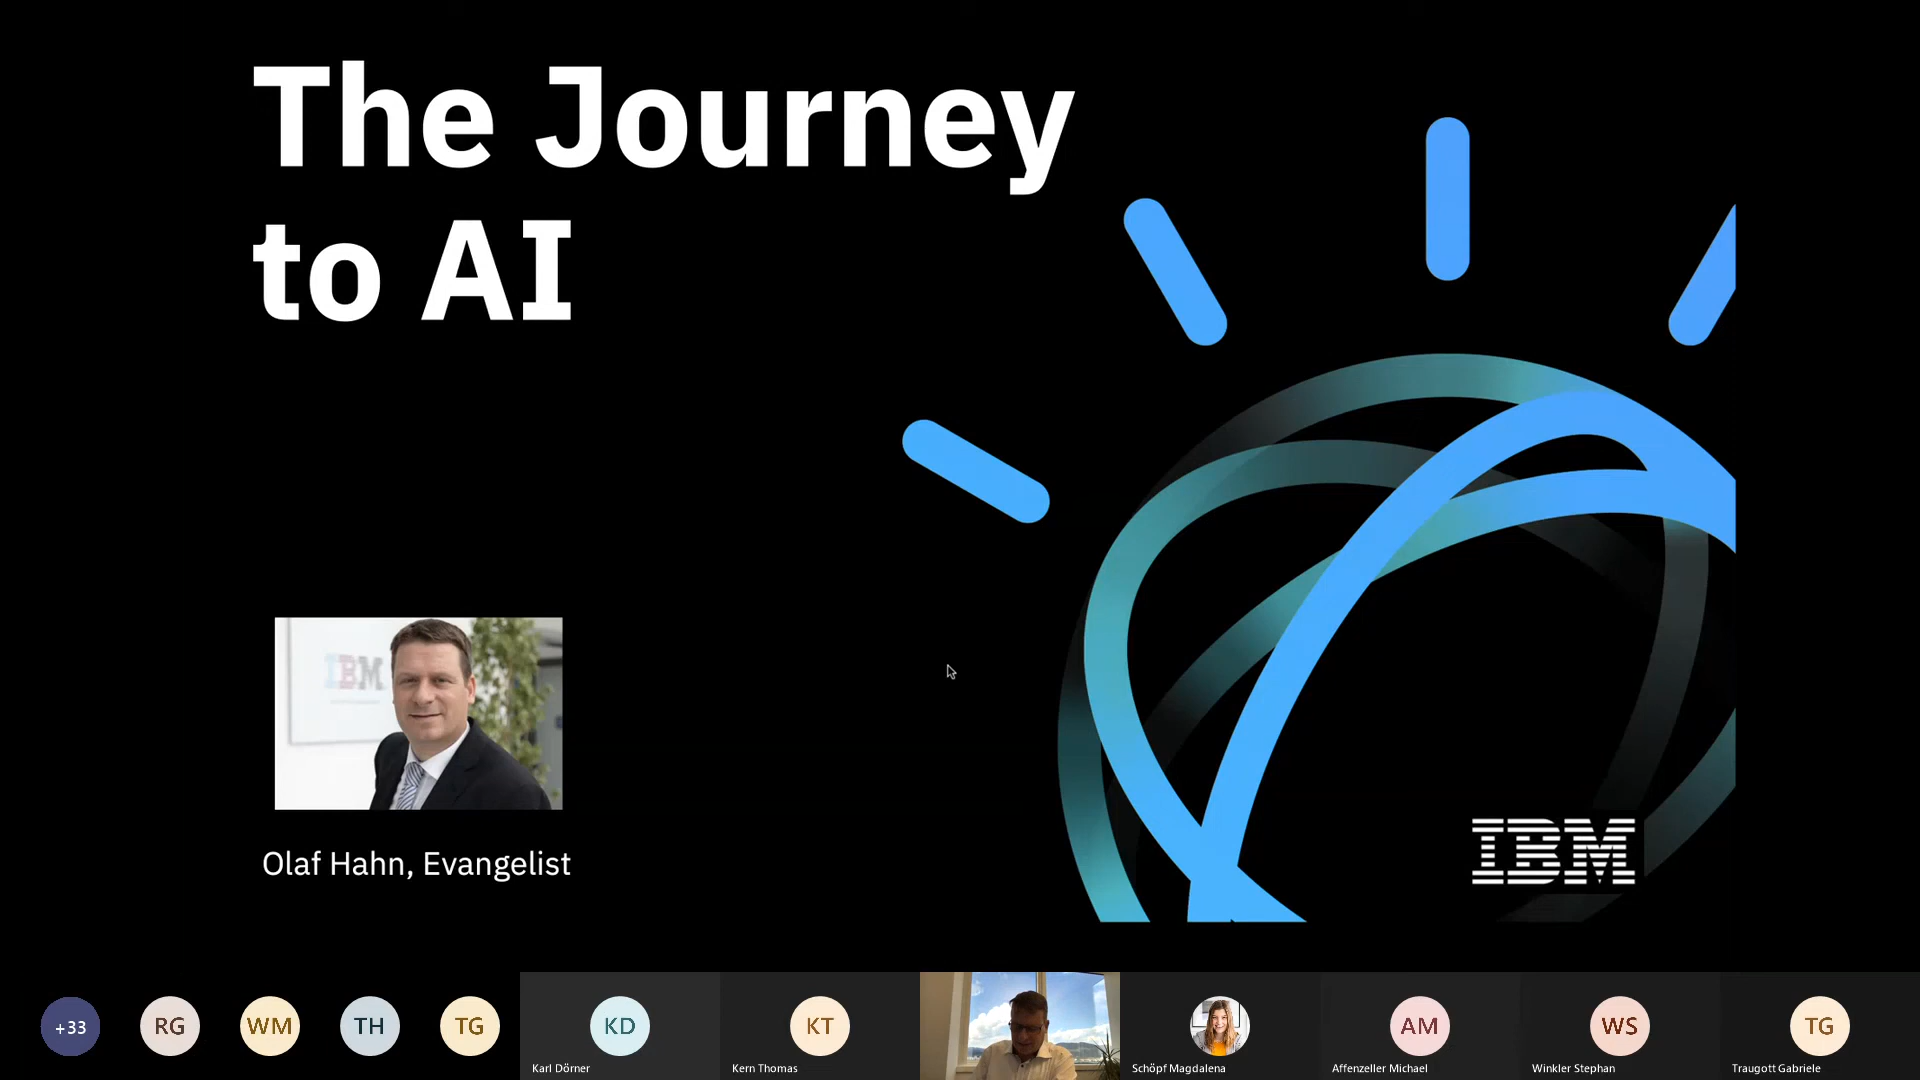 The Journey
to AI
IBM
Olaf Hahn, Evangelist
IBM
+33
RG
WM
TH
TG
KD
Karl Dörner
KT
Kern Thomas
Schöpf Magdalena
AM
Affenzeller Michael
WS
Winkler Stephan
TG
Traugott Gabriele